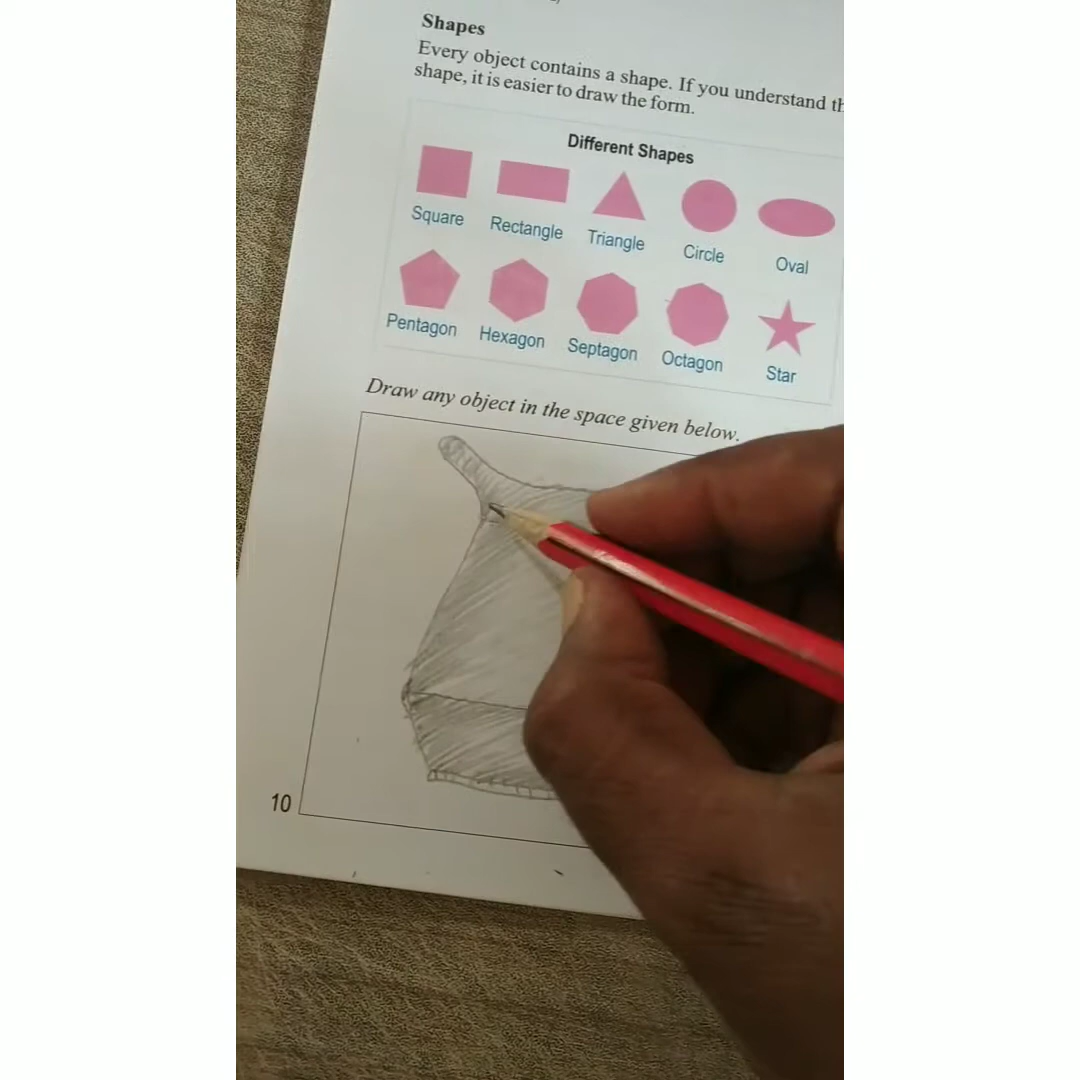 Shapes
Every object contains a shape. If you understand th
shape, it is easier to draw the form.
Different Shapes
Square Rectangle Triangle Circle Oval
Pentagon Hexagon Septagon Octagon Star
Draw any object in the space given below.
10